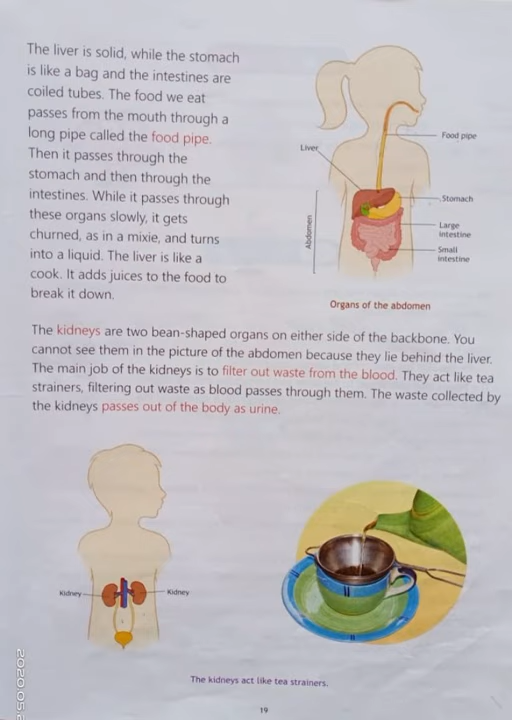 The liver is solid, while the stomach
is like a bag and the intestines are
coiled tubes. The food we eat
passes from the mouth through a
long pipe called the food pipe.
Then it passes through the
stomach and then through the
intestines. While it passes through
these organs slowly, it gets
churned, as in a mixie, and turns
into a liquid. The liver is like a
cook. It adds juices to the food to
break it down.
Food pipe
Liver
Stomach
Large
intestine
Small
intestine
Abdomen
Organs of the abdomen
The kidneys are two bean-shaped organs on either side of the backbone. You
cannot see them in the picture of the abdomen because they lie behind the liver.
The main job of the kidneys is to filter out waste from the blood. They act like tea
strainers, filtering out waste as blood passes through them. The waste collected by
the kidneys passes out of the body as urine.
Kidney
Kidney
The kidneys act like tea strainers.
19